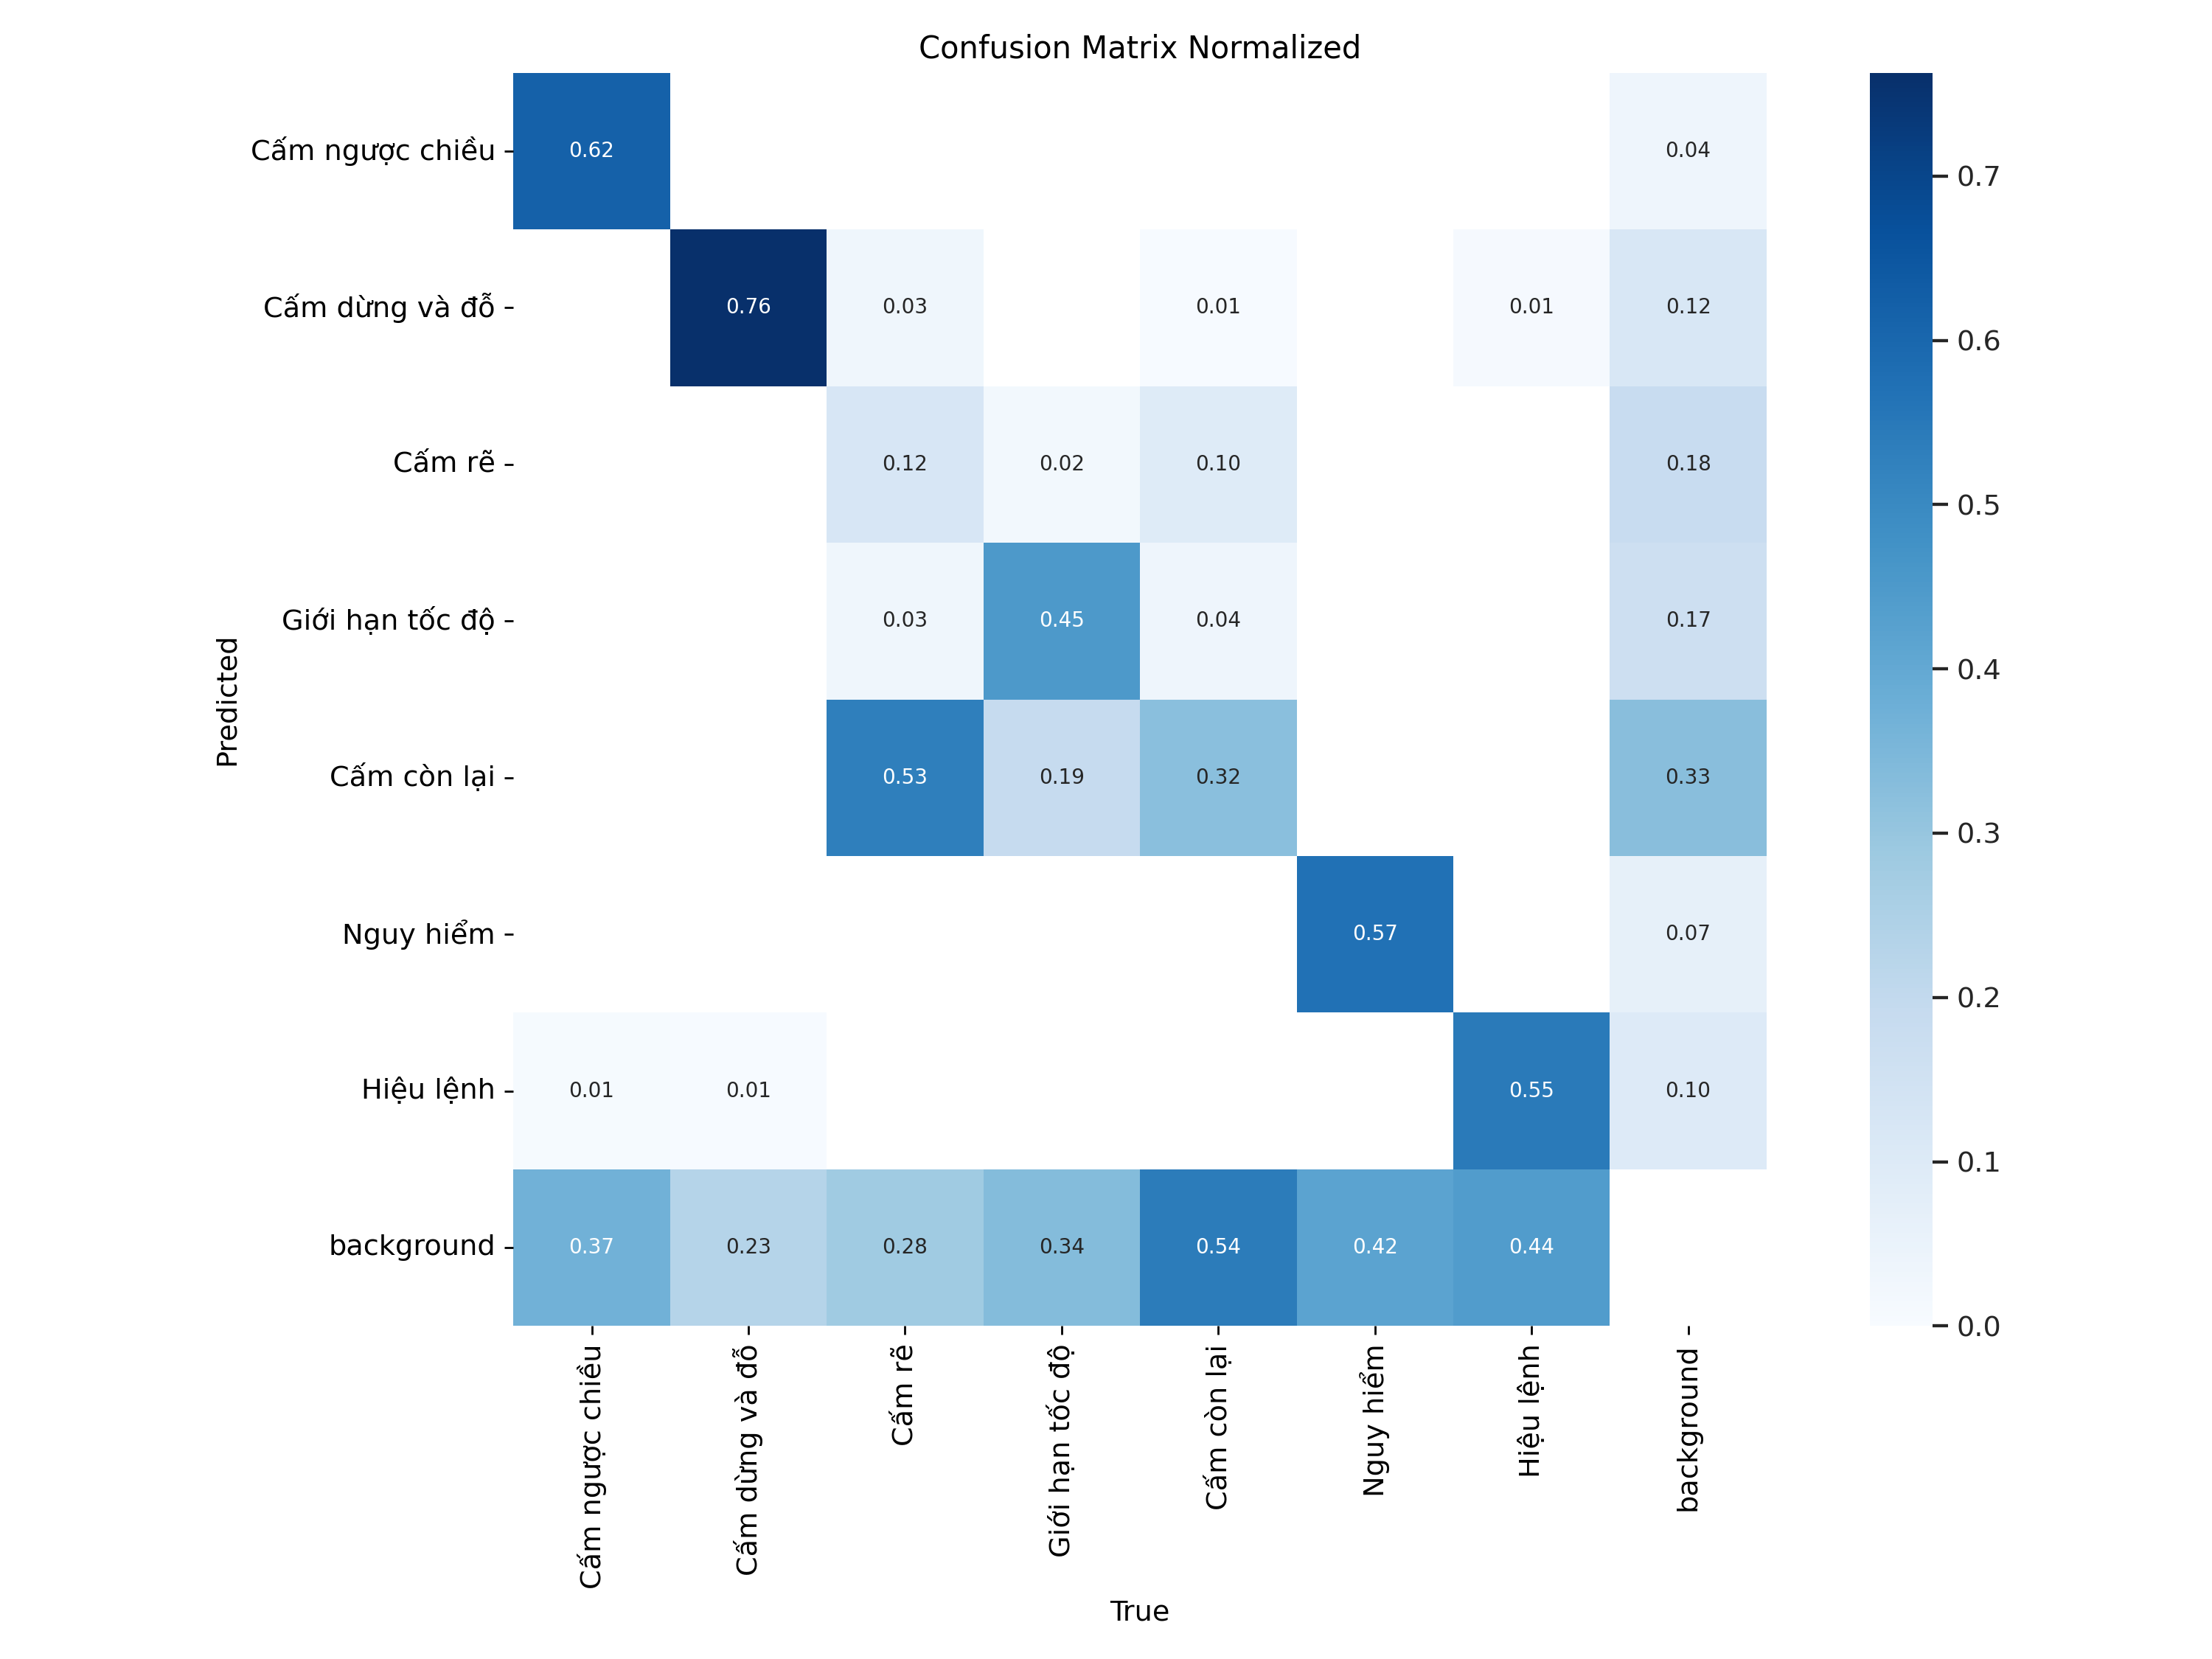 Confusion Matrix Normalized
Cấm ngược chiều
0.62
0.04
Cấm dừng và đỗ
0.76
0.03
0.01
0.01
0.12
Cấm rẽ
0.12
0.02
0.10
0.18
Giới hạn tốc độ
0.03
0.45
0.04
0.17
Cấm còn lại
0.53
0.19
0.32
0.33
Nguy hiểm
0.57
0.07
Hiệu lệnh
0.01
0.01
0.55
0.10
background
0.37
0.23
0.28
0.34
0.54
0.42
0.44
Predicted
Cấm ngược chiều
Cấm dừng và đỗ
Cấm rẽ
Giới hạn tốc độ
Cấm còn lại
Nguy hiểm
Hiệu lệnh
background
True
0.7
0.6
0.5
0.4
0.3
0.2
0.1
0.0